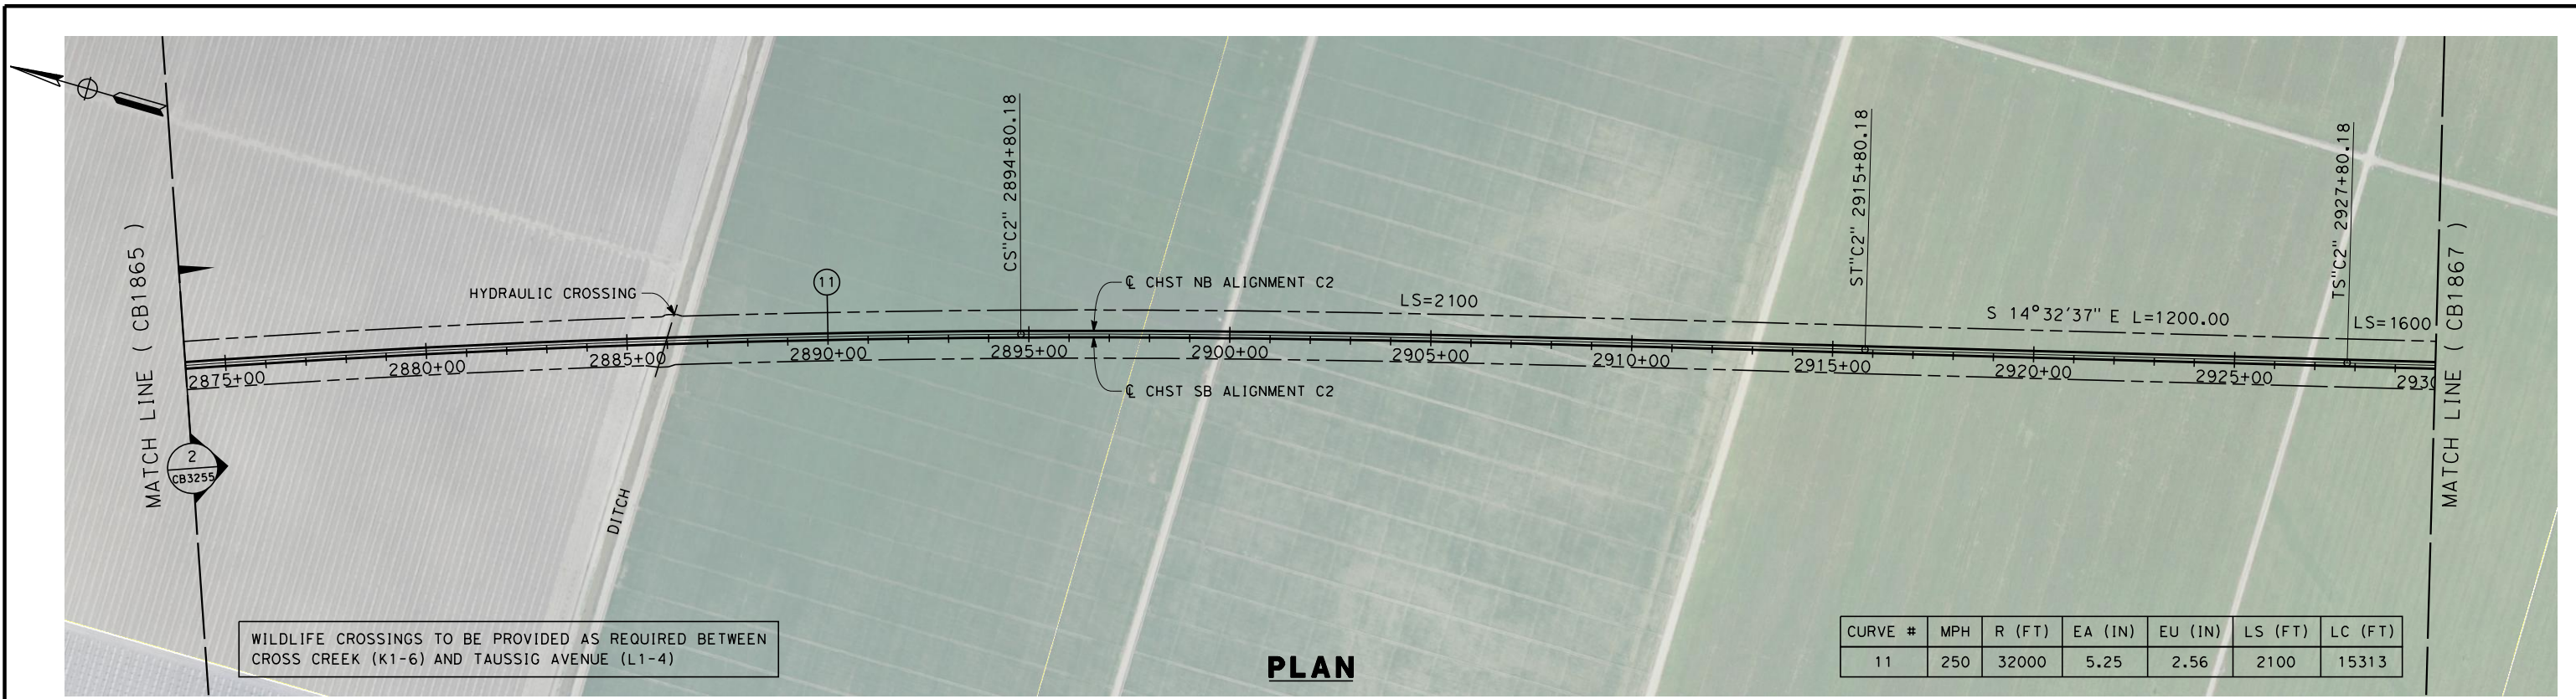 MATCH LINE ( CB1865 )
2
CB3255
HYDRAULIC CROSSING
DITCH
11
CS"C2" 2894+80.18
℄ CHST NB ALIGNMENT C2
℄ CHST SB ALIGNMENT C2
LS=2100
ST"C2" 2915+80.18
S 14°32'37" E L=1200.00
TS"C2" 2927+80.18
LS=1600
MATCH LINE ( CB1867 )
2875+00
2880+00
2885+00
2890+00
2895+00
2900+00
2905+00
2910+00
2915+00
2920+00
2925+00
2930
WILDLIFE CROSSINGS TO BE PROVIDED AS REQUIRED BETWEEN
CROSS CREEK (K1-6) AND TAUSSIG AVENUE (L1-4)
PLAN
CURVE # MPH R (FT) EA (IN) EU (IN) LS (FT) LC (FT)
11 250 32000 5.25 2.56 2100 15313